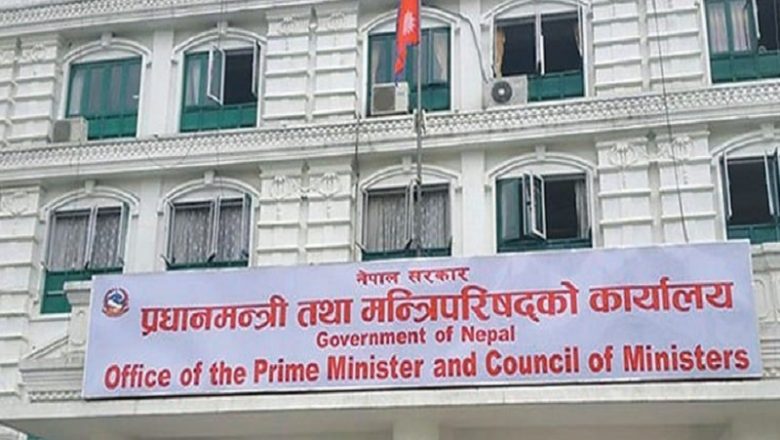 नेपाल सरकार
प्रधानमन्त्री तथा मन्त्रिपरिषद्को कार्यालय
Government of Nepal
Office of the Prime Minister and Council of Ministers